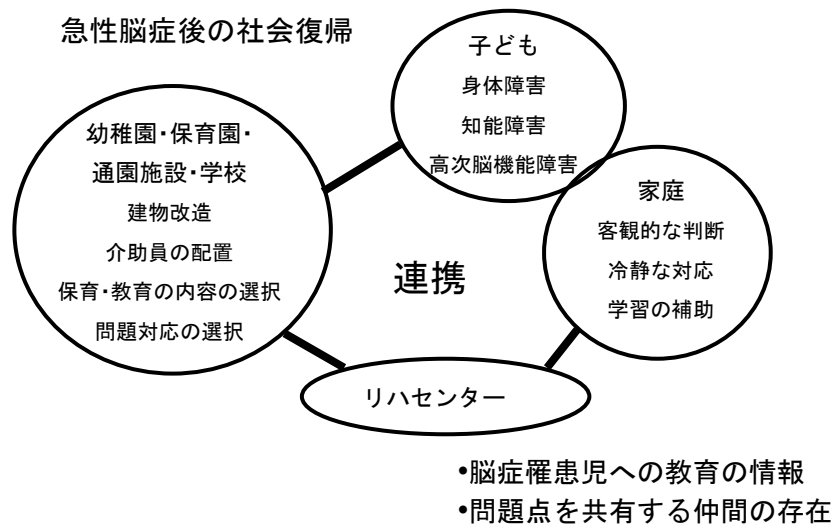 急性脳症後の社会復帰
子ども
身体障害
知能障害
高次脳機能障害
幼稚園・保育園・
通園施設・学校
建物改造
介助員の配置
保育・教育の内容の選択
問題対応の選択
家庭
客観的な判断
冷静な対応
学習の補助
連携
リハセンター
•脳症罹患児への教育の情報
•問題点を共有する仲間の存在